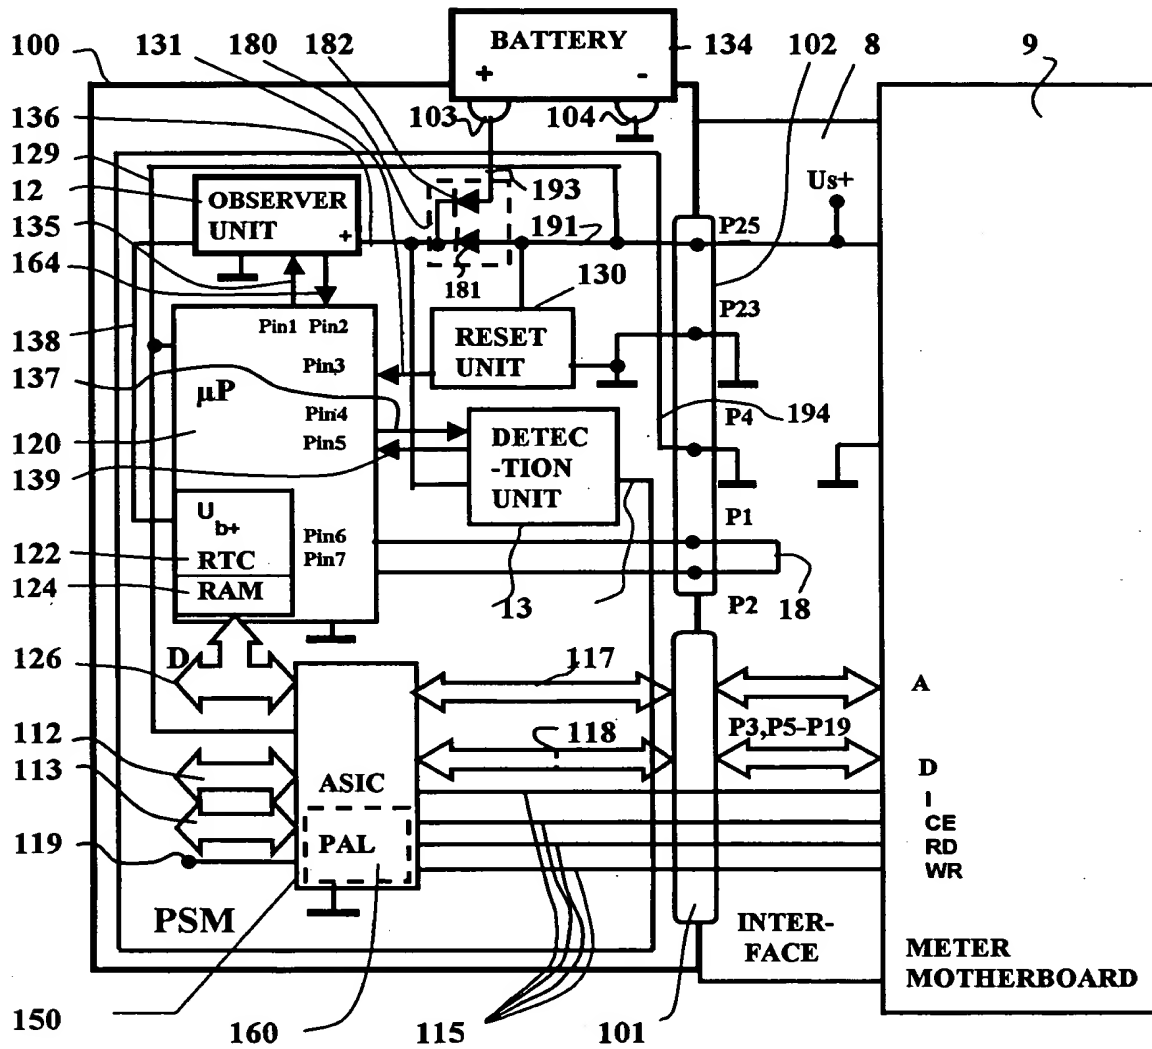 BATTERY
+ -
100
131
180
182
134
102
8
9
136
129
12
135
164
138
137
120
139
122
124
126
112
113
119
150
103
104
193
191
181
130
OBSERVER
UNIT +
Pin1 Pin2
Pin3
Pin4
Pin5
Pin6
Pin7
µP
U b+
RTC
RAM
RESET
UNIT
DETEC
-TION
UNIT
13
Us+
P25
P23
P4
194
P1
P2
18
D
117
118
ASIC
PAL
PSM
A
P3,P5-P19
D
I
CE
RD
WR
INTER-
FACE
METER
MOTHERBOARD
160
115
101